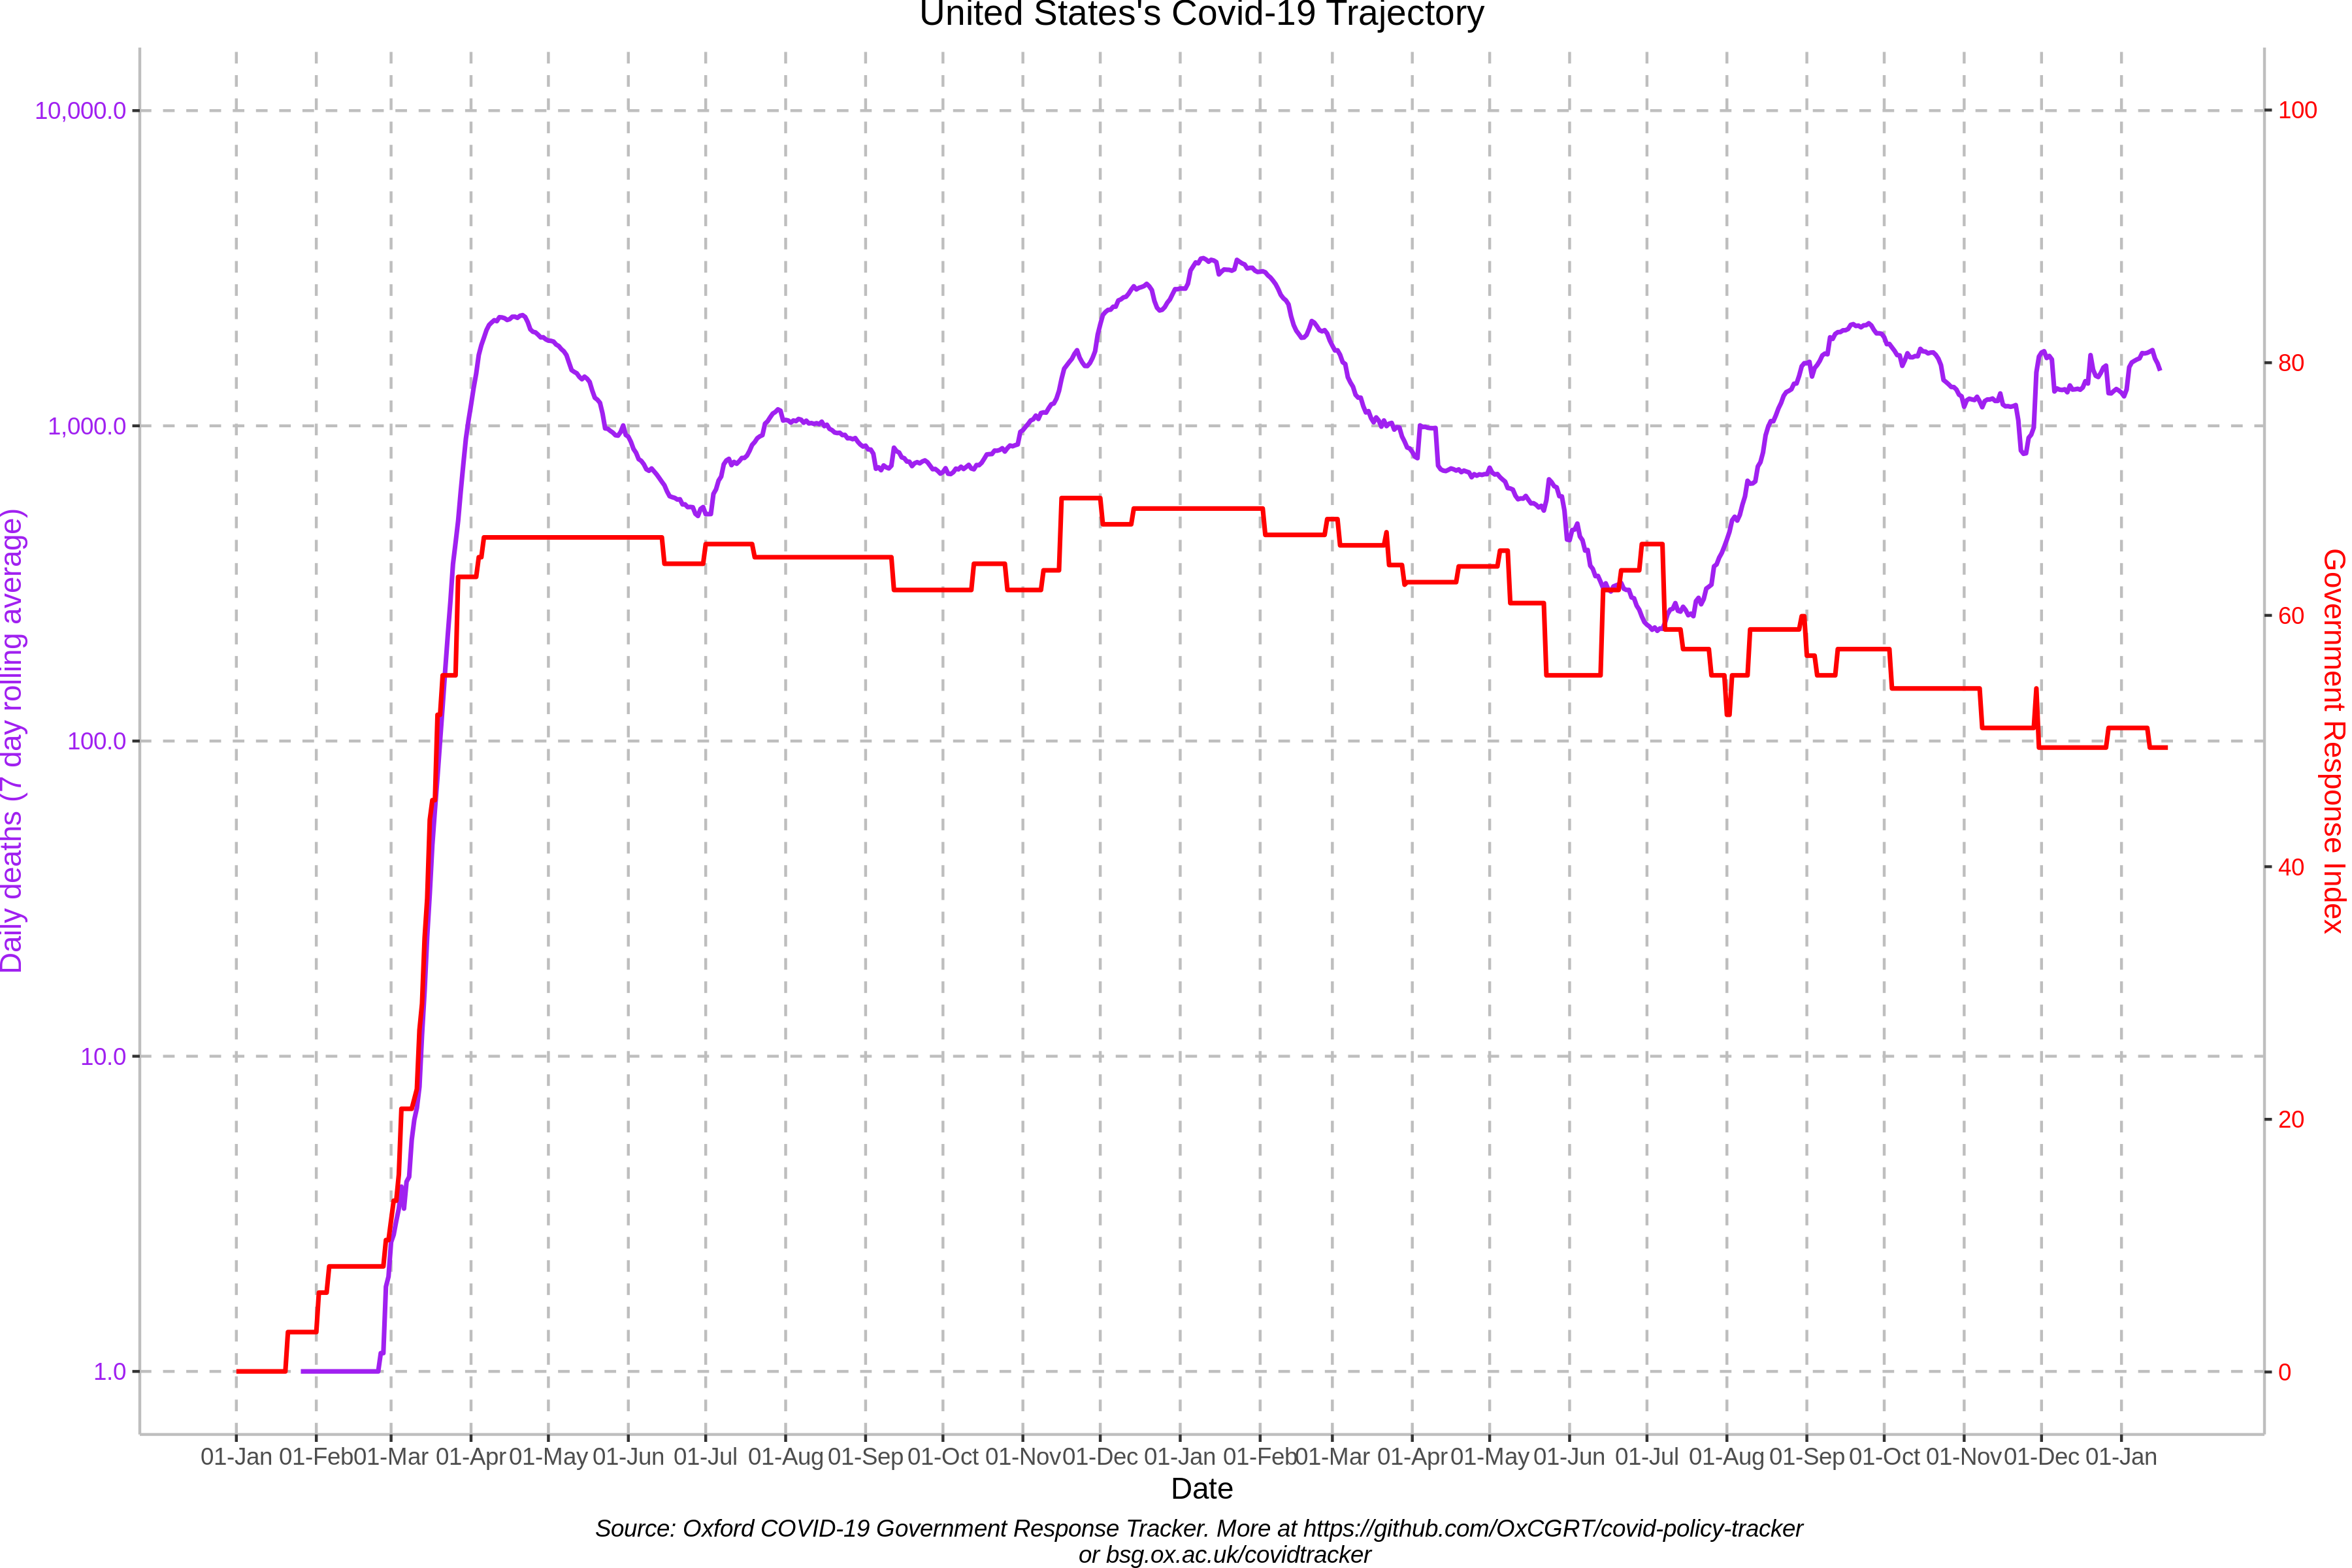 United States's Covid-19 Trajectory
10,000.0
1,000.0
100.0
10.0
1.0
Daily deaths (7 day rolling average)
100
80
60
40
20
0
Government Response Index
01-Jan 01-Feb 01-Mar 01-Apr 01-May 01-Jun 01-Jul 01-Aug 01-Sep 01-Oct 01-Nov 01-Dec 01-Jan 01-Feb 01-Mar 01-Apr 01-May 01-Jun 01-Jul 01-Aug 01-Sep 01-Oct 01-Nov 01-Dec 01-Jan
Date
Source: Oxford COVID-19 Government Response Tracker. More at https://github.com/OxCGRT/covid-policy-tracker
or bsg.ox.ac.uk/covidtracker